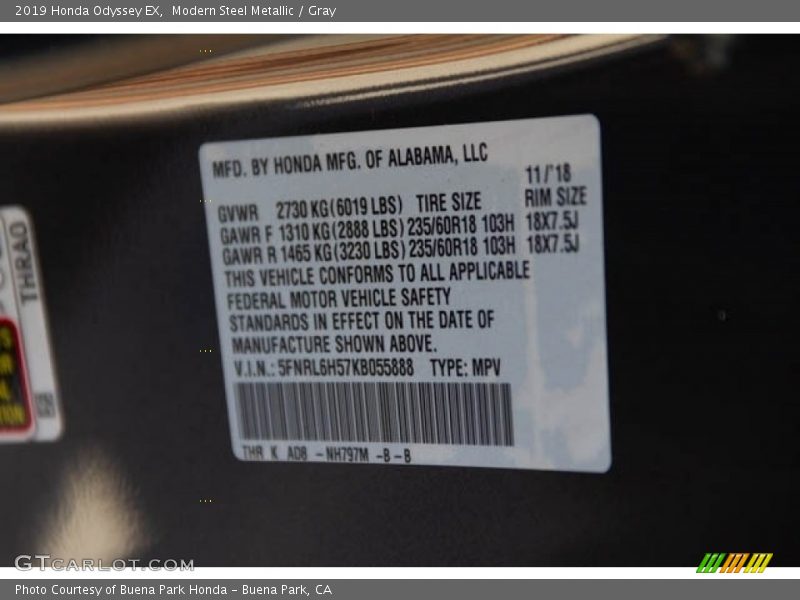 2019 Honda Odyssey EX, Modern Steel Metallic / Gray
MFD. BY HONDA MFG. OF ALABAMA, LLC
11/'18
GVWR 2730 KG(6019 LBS) TIRE SIZE RIM SIZE
GAWR F 1310 KG(2888 LBS) 235/60R18 103H 18X7.5J
GAWR R 1465 KG(3230 LBS) 235/60R18 103H 18X7.5J
THIS VEHICLE CONFORMS TO ALL APPLICABLE
FEDERAL MOTOR VEHICLE SAFETY
STANDARDS IN EFFECT ON THE DATE OF
MANUFACTURE SHOWN ABOVE.
V.I.N.: 5FNRL6H57KB055888 TYPE: MPV
THR K AD8 -NH797M -B -B
THRAD
GTCARLOT.COM
Photo Courtesy of Buena Park Honda - Buena Park, CA